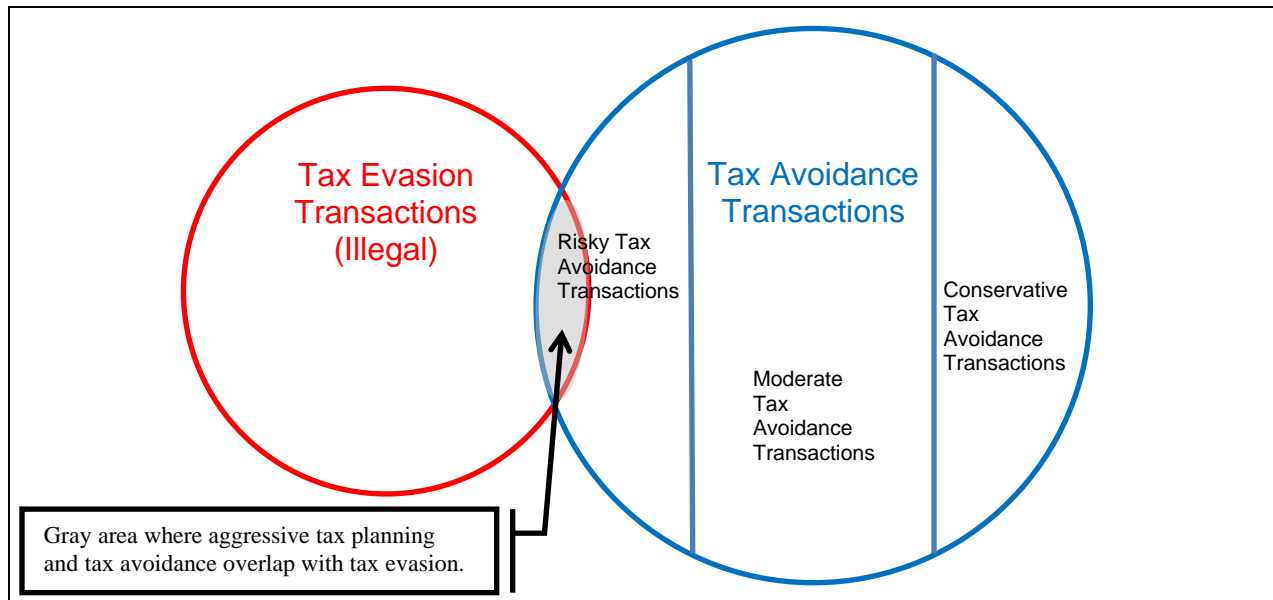 Tax Evasion
Transactions
(Illegal)
Tax Avoidance
Transactions
Risky Tax
Avoidance
Transactions
Conservative
Tax
Avoidance
Transactions
Moderate
Tax
Avoidance
Transactions
Gray area where aggressive tax planning
and tax avoidance overlap with tax evasion.